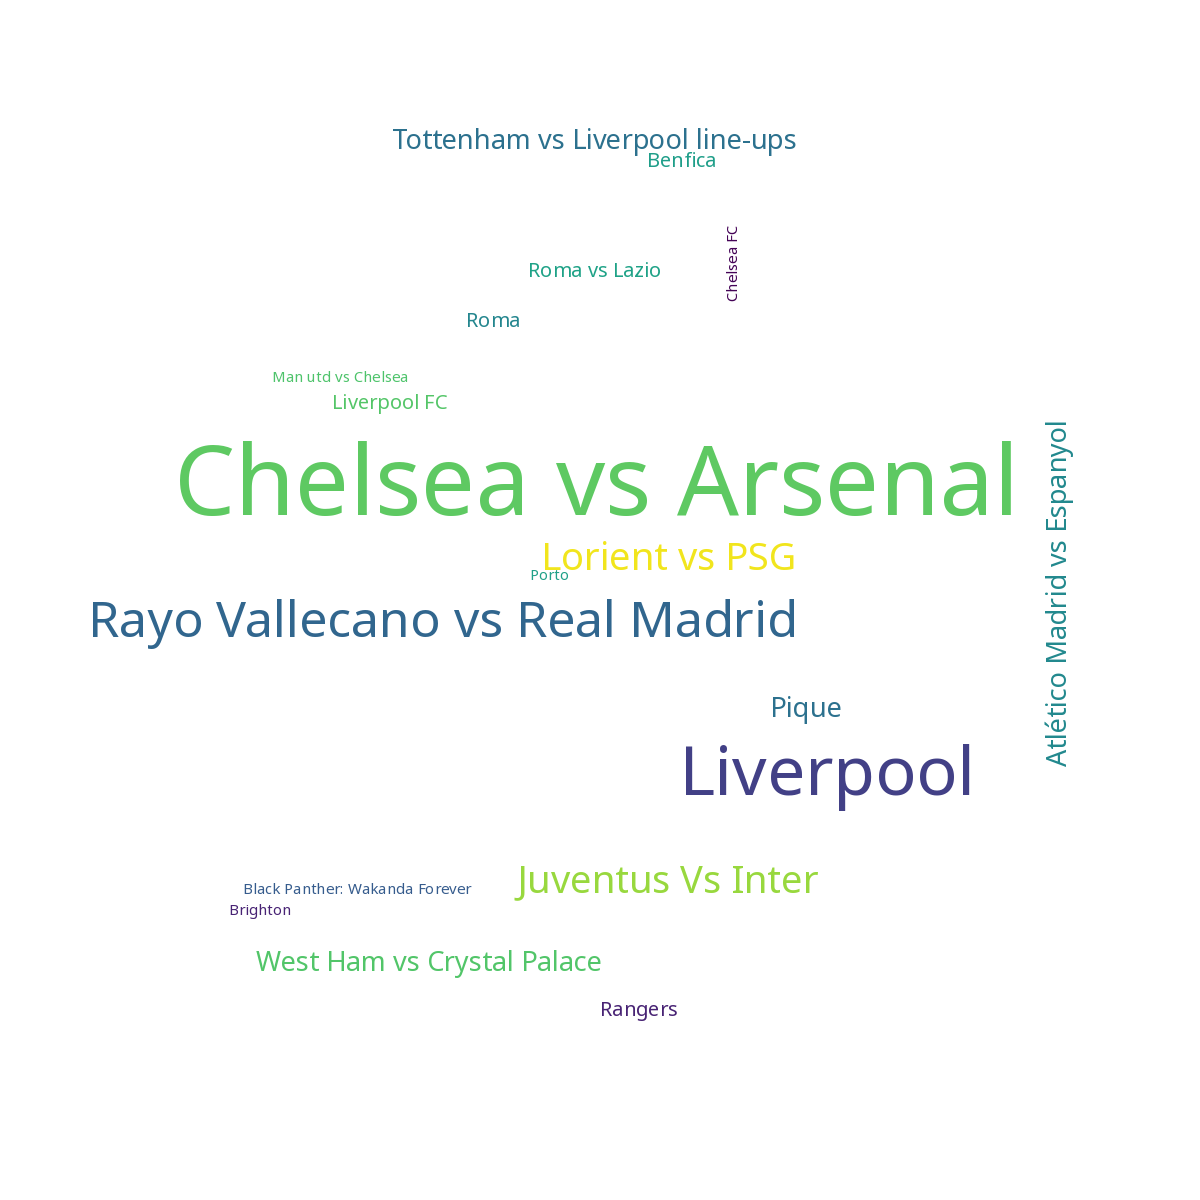 Tottenham vs Liverpool line-ups
Benfica
Chelsea FC
Roma vs Lazio
Roma
Man utd vs Chelsea
Liverpool FC
Chelsea vs Arsenal
Atlético Madrid vs Espanyol
Lorient vs PSG
Porto
Rayo Vallecano vs Real Madrid
Pique
Liverpool
Juventus Vs Inter
Black Panther: Wakanda Forever
Brighton
West Ham vs Crystal Palace
Rangers